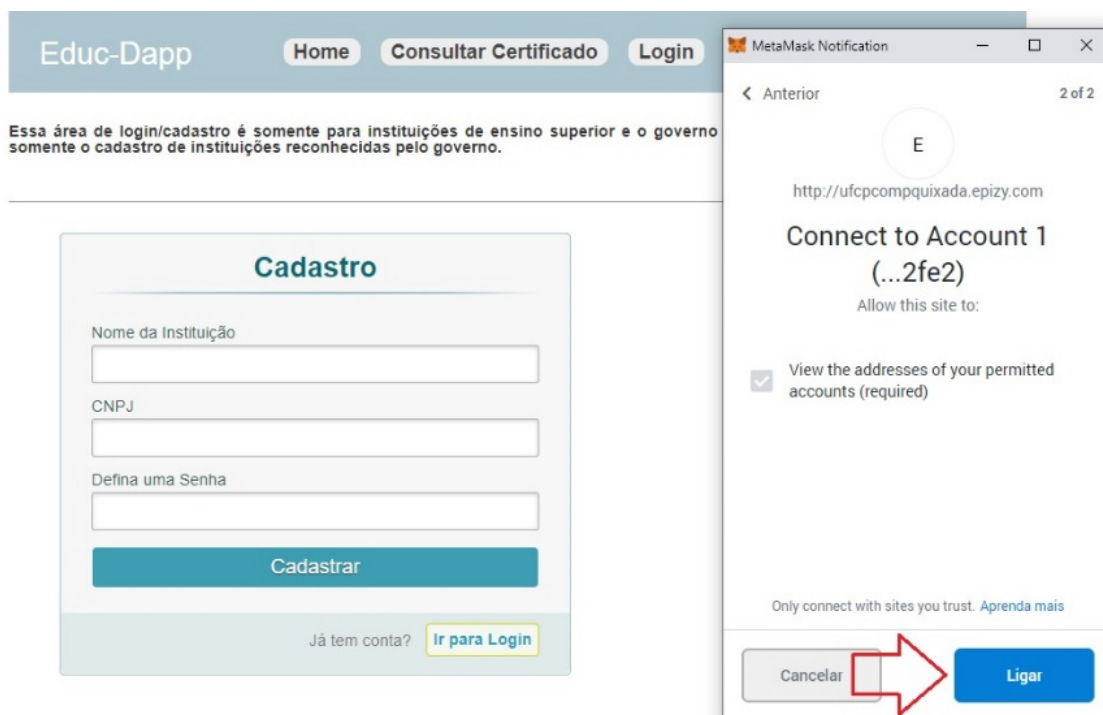 Educ-Dapp
Home
Consultar Certificado
Login
Essa área de login/cadastro é somente para instituições de ensino superior e o governo
somente o cadastro de instituições reconhecidas pelo governo.
Cadastro
Nome da Instituição
CNPJ
Defina uma Senha
Cadastrar
Já tem conta?
Ir para Login
MetaMask Notification
Anterior
2 of 2
E
http://ufcpcompquixada.epizy.com
Connect to Account 1
(...2fe2)
Allow this site to:
View the addresses of your permitted
accounts (required)
Only connect with sites you trust. Aprenda mais
Cancelar
Ligar